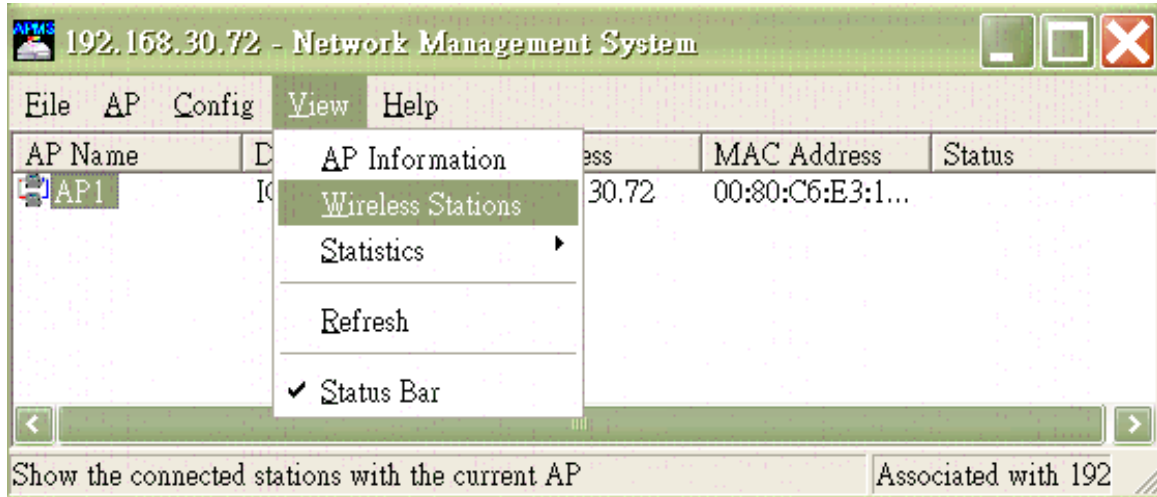 APMS
192.168.30.72 - Network Management System
File AP Config View Help
AP Name D ess MAC Address Status
AP1 30.72 00:80:C6:E3:1...
AP Information
Wireless Stations
Statistics
Refresh
✔ Status Bar
Show the connected stations with the current AP Associated with 192